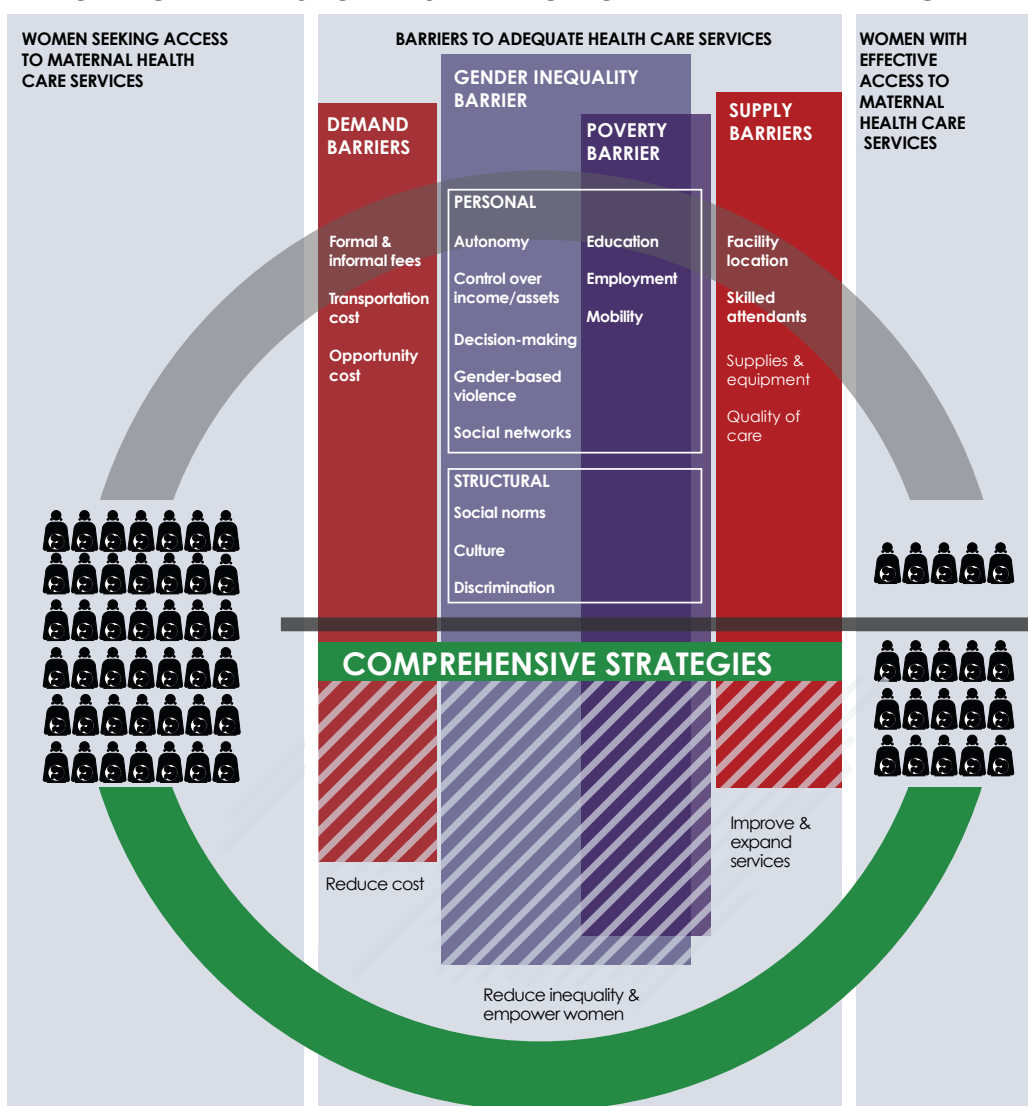 WOMEN SEEKING ACCESS
TO MATERNAL HEALTH
CARE SERVICES
BARRIERS TO ADEQUATE HEALTH CARE SERVICES
WOMEN WITH
EFFECTIVE
ACCESS TO
MATERNAL
HEALTH CARE
SERVICES
DEMAND
BARRIERS
Formal &
informal fees
Transportation
cost
Opportunity
cost
GENDER INEQUALITY
BARRIER
POVERTY
BARRIER
PERSONAL
Autonomy
Control over
income/assets
Decision-making
Gender-based
violence
Social networks
Education
Employment
Mobility
STRUCTURAL
Social norms
Culture
Discrimination
SUPPLY
BARRIERS
Facility
location
Skilled
attendants
Supplies &
equipment
Quality of
care
COMPREHENSIVE STRATEGIES
Reduce cost
Reduce inequality &
empower women
Improve &
expand
services